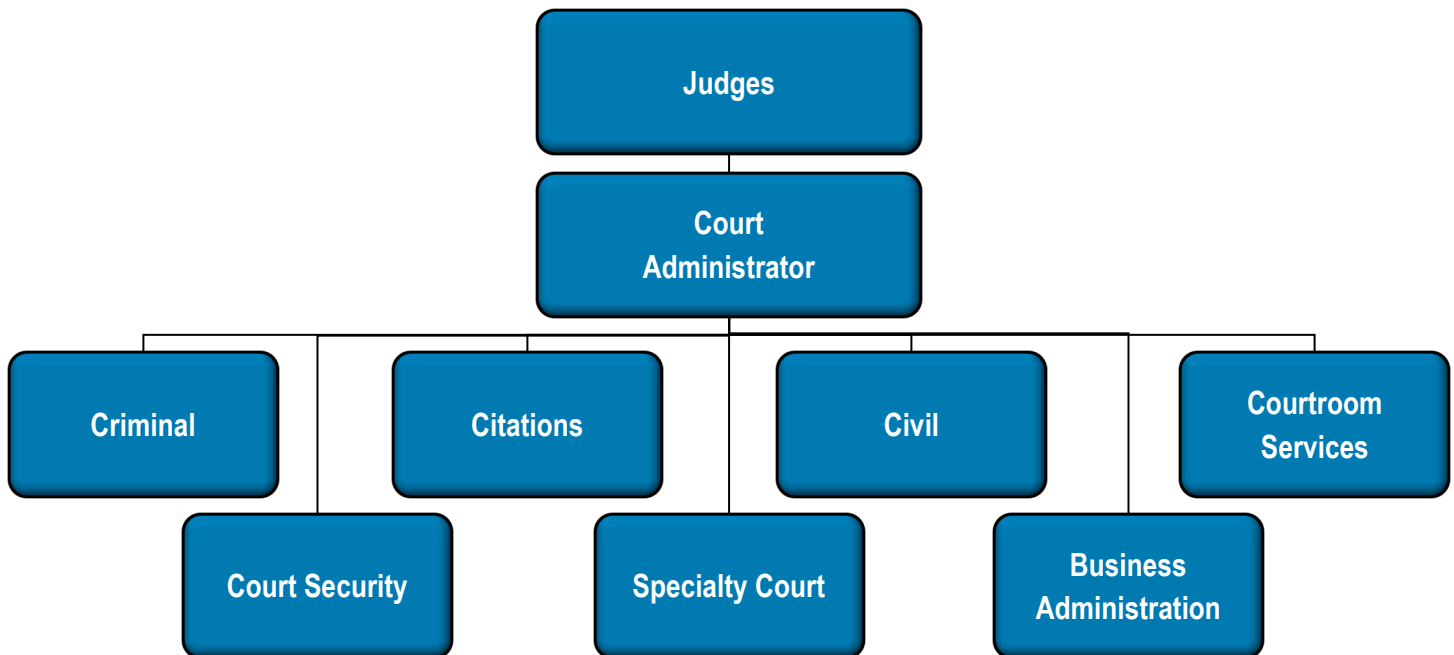 Judges
Court
Administrator
Criminal
Citations
Civil
Courtroom
Services
Court Security
Specialty Court
Business
Administration